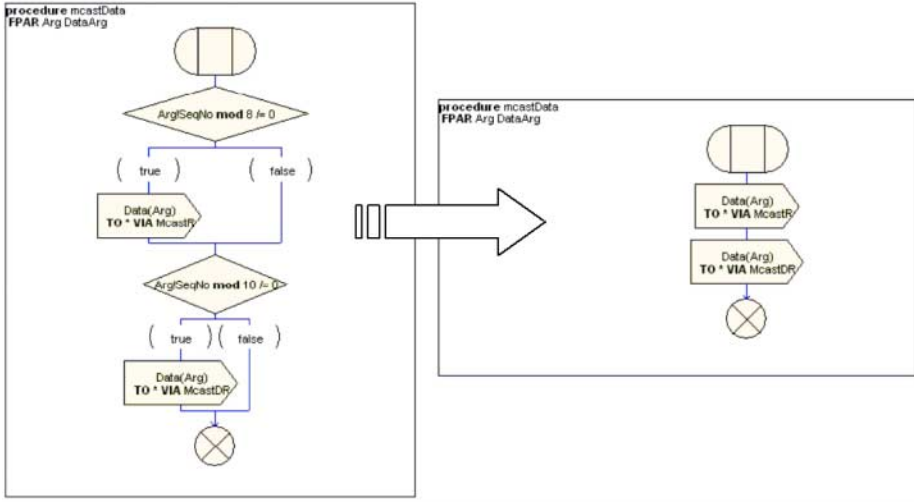 procedure mcastData
FPAR Arg DataArg
Arg!SeqNo mod 8 /= 0
( true )
( false )
Data(Arg)
TO * VIA McastR
Arg!SeqNo mod 10 /= 0
( true )
( false )
Data(Arg)
TO * VIA McastDR
procedure mcastData
FPAR Arg DataArg
Data(Arg)
TO * VIA McastR
Data(Arg)
TO * VIA McastDR